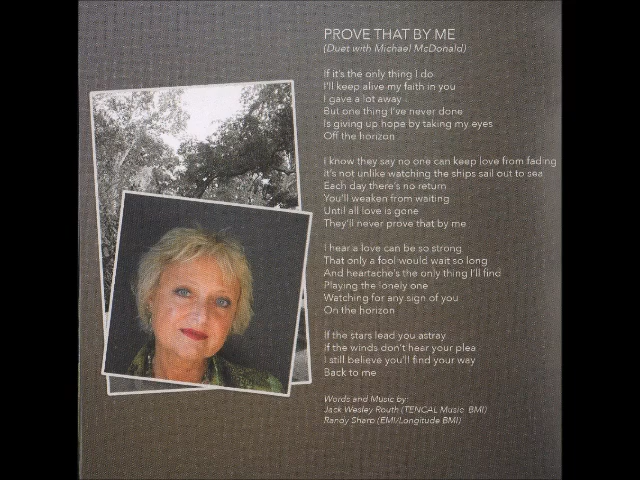 PROVE THAT BY ME
(Duet with Michael McDonald)
If it's the only thing I do
I'll keep alive my faith in you
I gave a lot away
But one thing I've never done
Is giving up hope by taking my eyes
Off the horizon
I know they say no one can keep love from fading
It's not unlike watching the ships sail out to sea
Each day there's no return
You'll weaken from waiting
Until all love is gone
They'll never prove that by me
I hear a love can be so strong
That only a fool would wait so long
And heartache's the only thing I'll find
Playing the lonely one
Watching for any sign of you
On the horizon
If the stars lead you astray
If the winds don't hear your plea
I still believe you'll find your way
Back to me
Words and Music by:
Jack Wesley Routh (TENCAL Music BMI)
Randy Sharp (EMI/Longitude BMI)